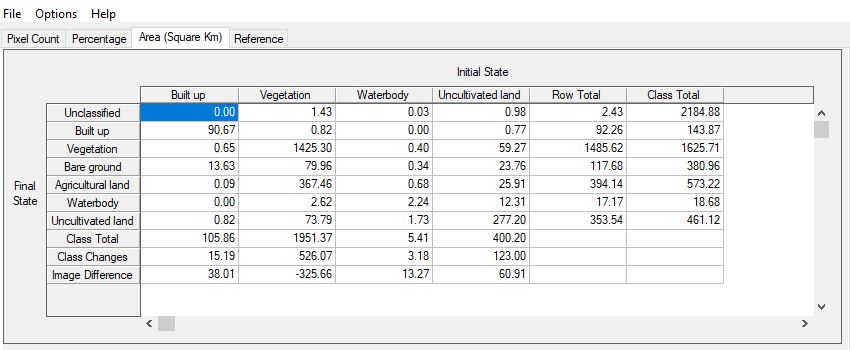 File Options Help
Pixel Count Percentage Area (Square Km) Reference
Initial State
Built up Vegetation Waterbody Uncultivated land Row Total Class Total
Unclassified 0.00 1.43 0.03 0.98 2.43 2184.88
Built up 90.67 0.82 0.00 0.77 92.26 143.87
Vegetation 0.65 1425.30 0.40 59.27 1485.62 1625.71
Bare ground 13.63 79.96 0.34 23.76 117.68 380.96
Final State
Agricultural land 0.09 367.46 0.68 25.91 394.14 573.22
Waterbody 0.00 2.62 2.24 12.31 17.17 18.68
Uncultivated land 0.82 73.79 1.73 277.20 353.54 461.12
Class Total 105.86 1951.37 5.41 400.20
Class Changes 15.19 526.07 3.18 123.00
Image Difference 38.01 -325.66 13.27 60.91